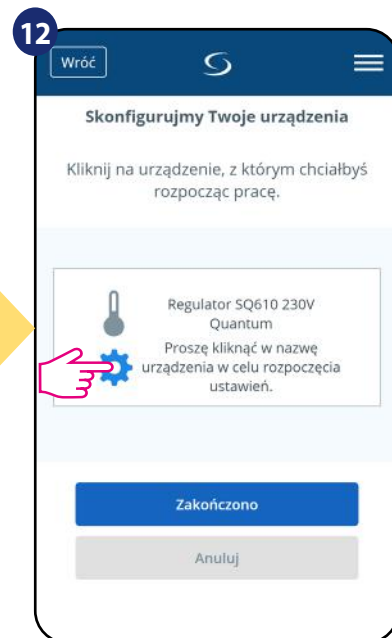 12
Wróć
Skonfigurujmy Twoje urządzenia
Kliknij na urządzenie, z którym chciałbyś
rozpocząc pracę.
Regulator SQ610 230V
Quantum
Proszę kliknąć w nazwę
urządzenia w celu rozpoczęcia
ustawień.
Zakończono
Anuluj